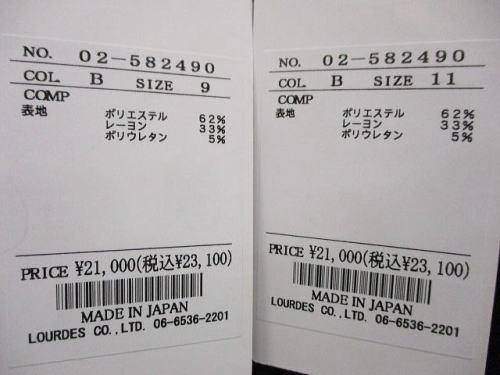 NO. 02-582490
COL. B SIZE 9
COMP
表地 ポリエステル 62%
レーヨン 33%
ポリウレタン 5%
PRICE ¥21,000(税込¥23,100)
MADE IN JAPAN
LOURDES CO.,LTD. 06-6536-2201
NO. 02-582490
COL. B SIZE 11
COMP
表地 ポリエステル 62%
レーヨン 33%
ポリウレタン 5%
PRICE ¥21,000(税込¥23,100)
MADE IN JAPAN
LOURDES CO.,LTD. 06-6536-2201